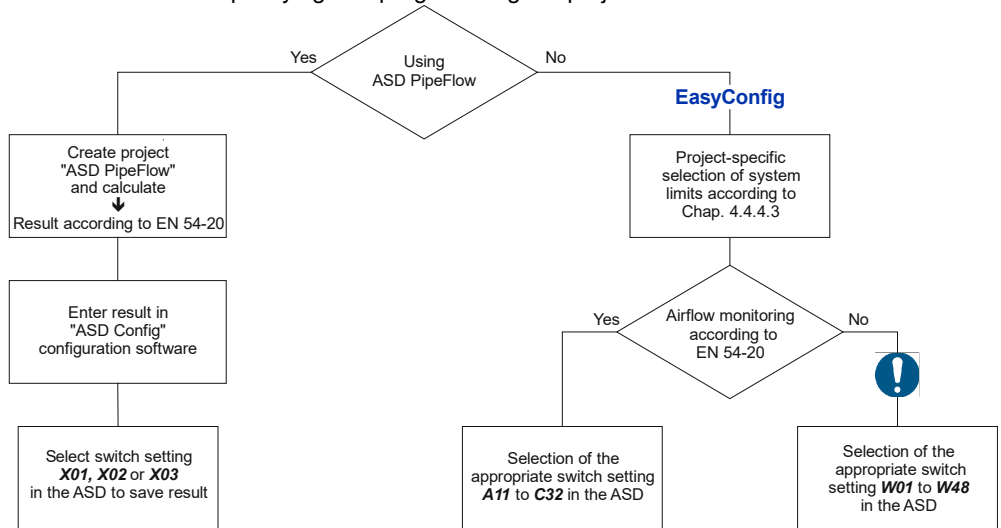 Using
ASD PipeFlow
Yes
No
EasyConfig
Create project
"ASD PipeFlow"
and calculate
Result according to EN 54-20
Project-specific
selection of system
limits according to
Chap. 4.4.4.3
Enter result in
"ASD Config"
configuration software
Yes
Airflow monitoring
according to
EN 54-20
No
Select switch setting
X01, X02 or X03
in the ASD to save result
Selection of the
appropriate switch setting
A11 to C32 in the ASD
Selection of the
appropriate switch
setting W01 to W48
in the ASD